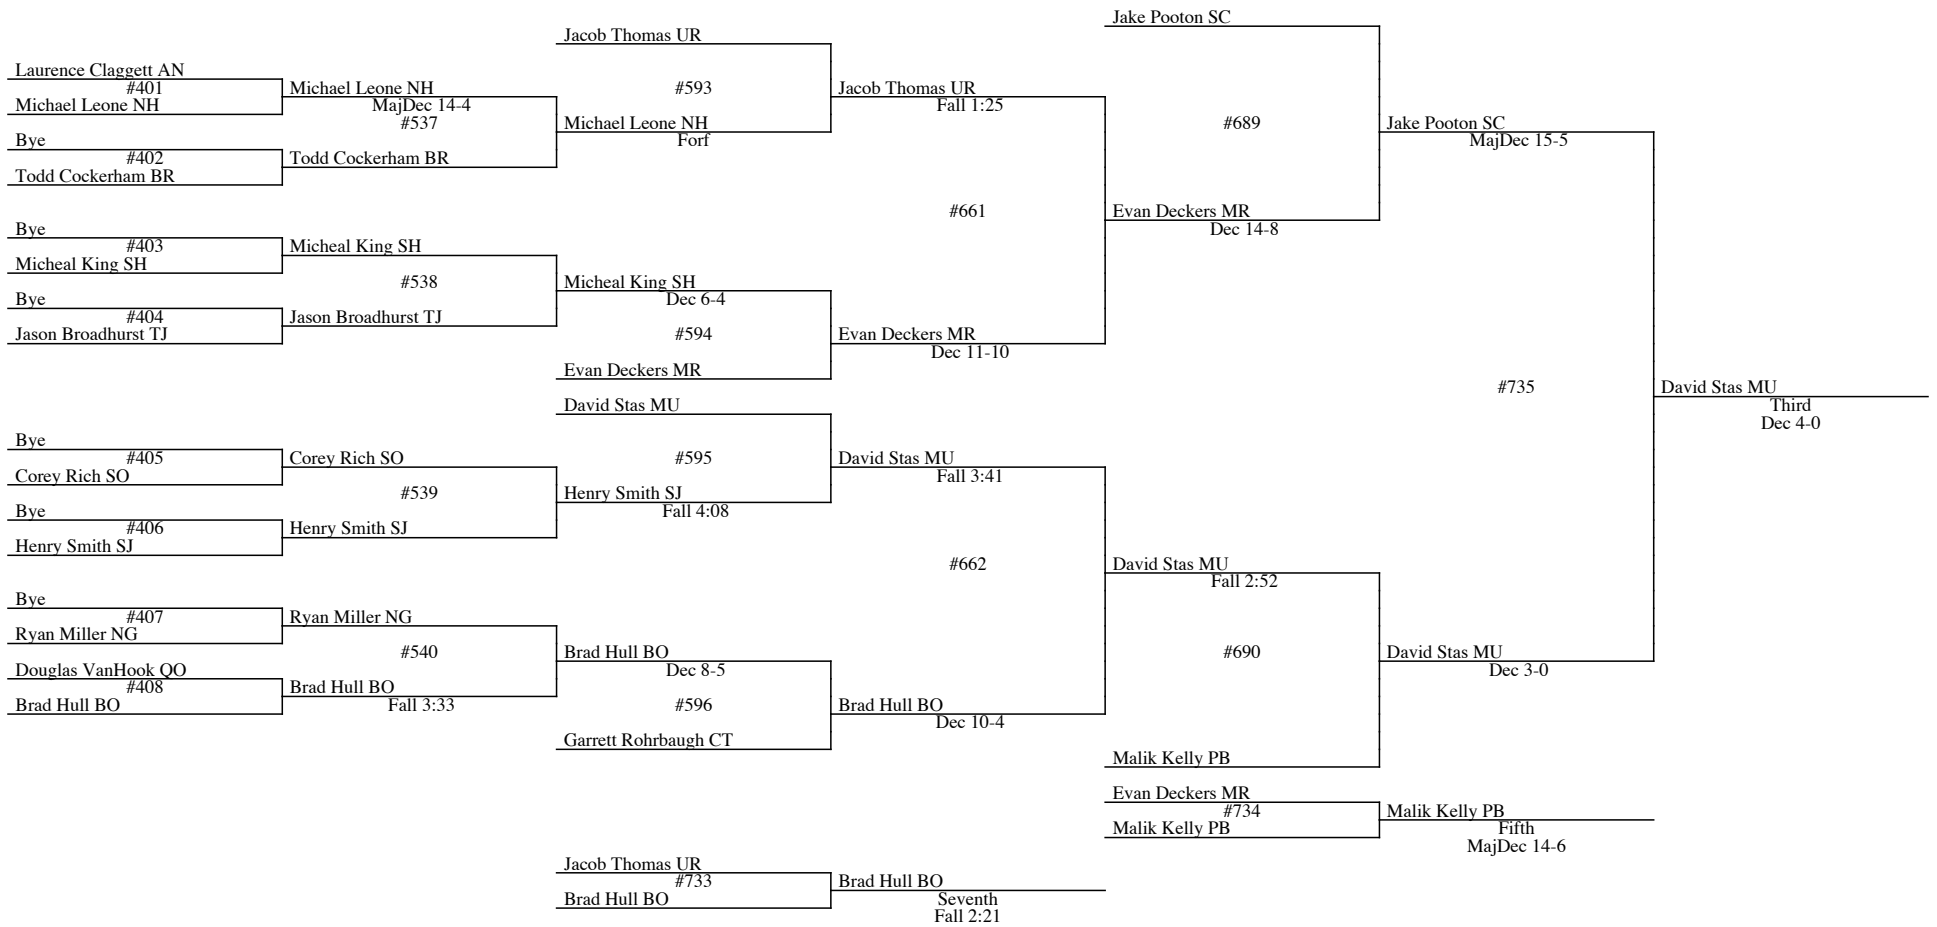 Jake Pooton SC
Jacob Thomas UR
Laurence Claggett AN
#401
Michael Leone NH
Michael Leone NH
MajDec 14-4
#593
Jacob Thomas UR
Fall 1:25
#537
Michael Leone NH
Forf
#689
Jake Pooton SC
MajDec 15-5
Bye
#402
Todd Cockerham BR
Todd Cockerham BR
#661
Evan Deckers MR
Dec 14-8
Bye
#403
Micheal King SH
Micheal King SH
#538
Micheal King SH
Dec 6-4
Bye
#404
Jason Broadhurst TJ
Jason Broadhurst TJ
#594
Evan Deckers MR
Dec 11-10
Evan Deckers MR
#735
David Stas MU
Third
Dec 4-0
David Stas MU
Bye
#405
Corey Rich SO
Corey Rich SO
#595
David Stas MU
Fall 3:41
#539
Henry Smith SJ
Fall 4:08
Bye
#406
Henry Smith SJ
Henry Smith SJ
#662
David Stas MU
Fall 2:52
Bye
#407
Ryan Miller NG
Ryan Miller NG
#540
Brad Hull BO
Dec 8-5
#690
David Stas MU
Dec 3-0
Douglas VanHook QO
#408
Brad Hull BO
Brad Hull BO
Fall 3:33
#596
Brad Hull BO
Dec 10-4
Garrett Rohrbaugh CT
Malik Kelly PB
Evan Deckers MR
#734
Malik Kelly PB
Malik Kelly PB
Fifth
MajDec 14-6
Jacob Thomas UR
#733
Brad Hull BO
Brad Hull BO
Seventh
Fall 2:21